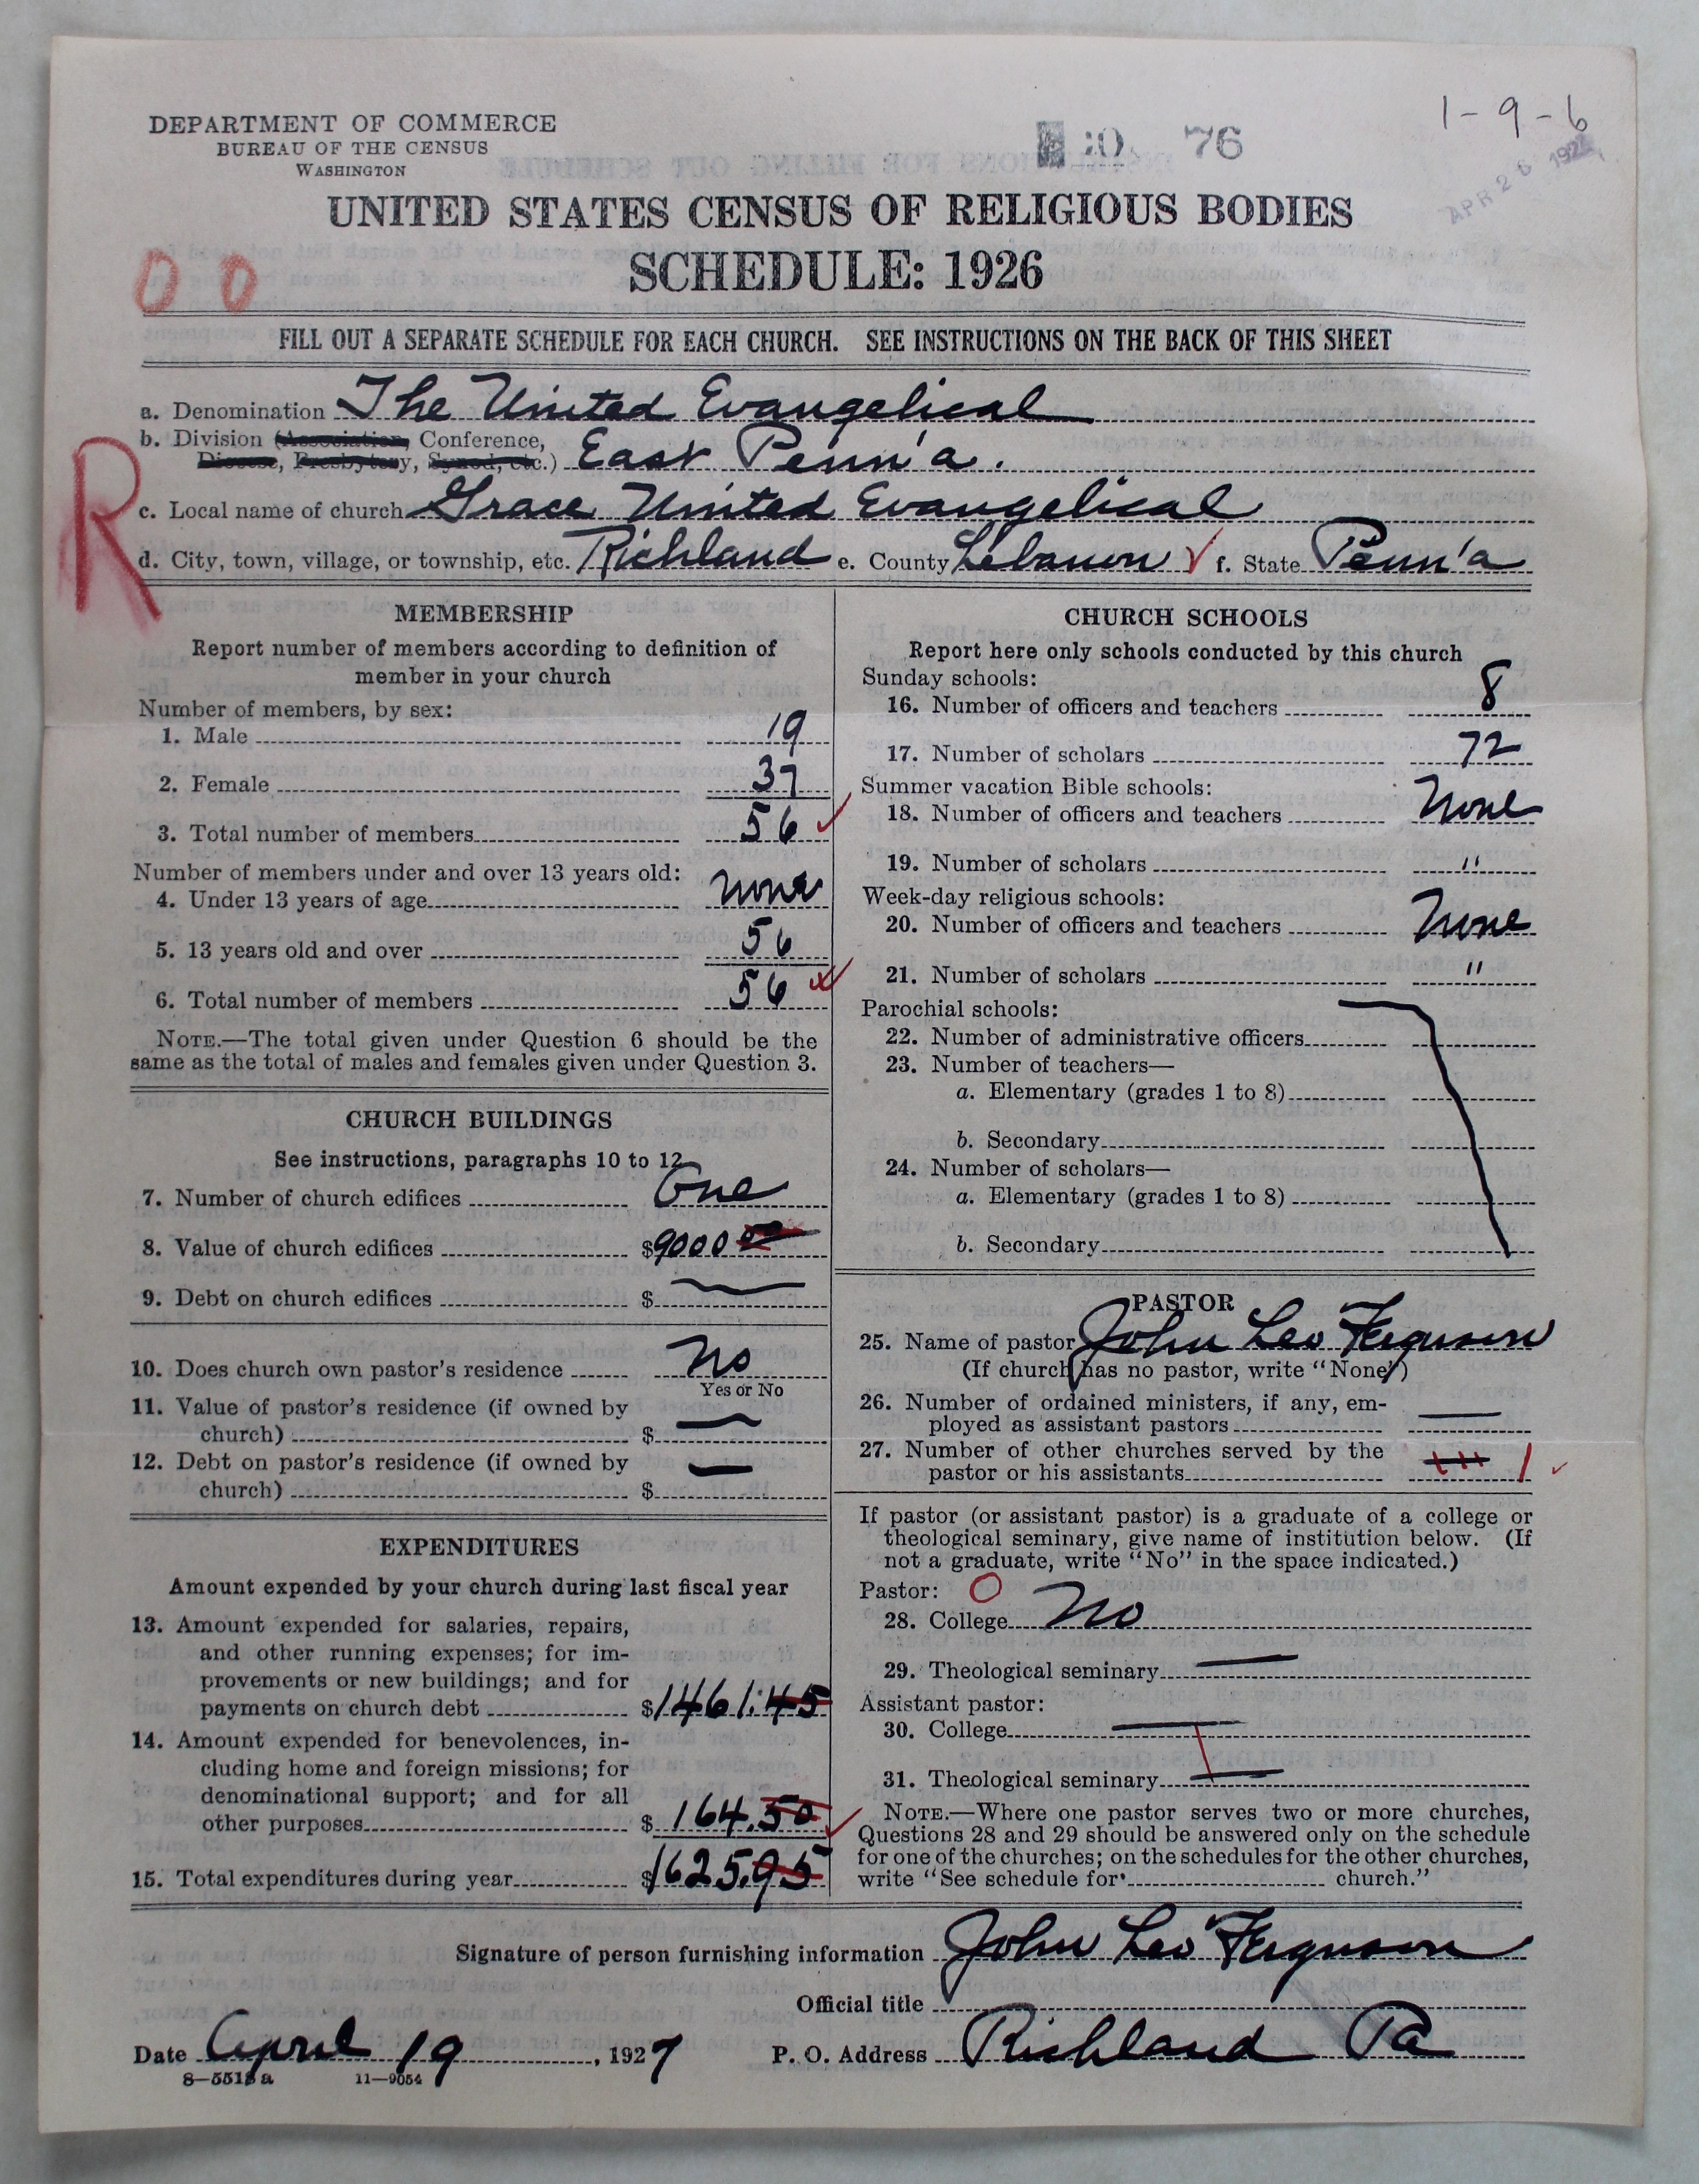 DEPARTMENT OF COMMERCE
BUREAU OF THE CENSUS
WASHINGTON
1-9-6
76
APR 26 192
UNITED STATES CENSUS OF RELIGIOUS BODIES
SCHEDULE: 1926
0 0
FILL OUT A SEPARATE SCHEDULE FOR EACH CHURCH. SEE INSTRUCTIONS ON THE BACK OF THIS SHEET
R
a. Denomination The United Evangelical
b. Division (Association, Conference,
Diocese, Presbytery, Synod, etc.) East Penn'a.
c. Local name of church Grace United Evangelical
d. City, town, village, or township, etc. Richland e. County Lebanon f. State Penn'a
MEMBERSHIP
Report number of members according to definition of
member in your church
Number of members, by sex:
1. Male 19
2. Female 37
3. Total number of members 56
Number of members under and over 13 years old:
4. Under 13 years of age none
5. 13 years old and over 56
6. Total number of members 56
NOTE.—The total given under Question 6 should be the
same as the total of males and females given under Question 3.
CHURCH BUILDINGS
See instructions, paragraphs 10 to 12
7. Number of church edifices One
8. Value of church edifices $9000 00
9. Debt on church edifices $
10. Does church own pastor's residence no
Yes or No
11. Value of pastor's residence (if owned by
church) $ —
12. Debt on pastor's residence (if owned by
church) $ —
EXPENDITURES
Amount expended by your church during last fiscal year
13. Amount expended for salaries, repairs,
and other running expenses; for im-
provements or new buildings; and for
payments on church debt $1461.45
14. Amount expended for benevolences, in-
cluding home and foreign missions; for
denominational support; and for all
other purposes $ 164.50
15. Total expenditures during year $1625.95
CHURCH SCHOOLS
Report here only schools conducted by this church
Sunday schools:
16. Number of officers and teachers 8
17. Number of scholars 72
Summer vacation Bible schools:
18. Number of officers and teachers None
19. Number of scholars "
Week-day religious schools:
20. Number of officers and teachers None
21. Number of scholars "
Parochial schools:
22. Number of administrative officers
23. Number of teachers—
a. Elementary (grades 1 to 8)
b. Secondary
24. Number of scholars—
a. Elementary (grades 1 to 8)
b. Secondary
PASTOR
25. Name of pastor John Leo Ferguson
(If church has no pastor, write "None")
26. Number of ordained ministers, if any, em-
ployed as assistant pastors —
27. Number of other churches served by the
pastor or his assistants 1
If pastor (or assistant pastor) is a graduate of a college or
theological seminary, give name of institution below. (If
not a graduate, write "No" in the space indicated.)
Pastor: O
28. College No
29. Theological seminary —
Assistant pastor:
30. College —
31. Theological seminary —
NOTE.—Where one pastor serves two or more churches,
Questions 28 and 29 should be answered only on the schedule
for one of the churches; on the schedules for the other churches,
write "See schedule for church."
Signature of person furnishing information John Leo Ferguson
Official title
Date April 19, 1927 P. O. Address Richland Pa
8—551 a 11—9054